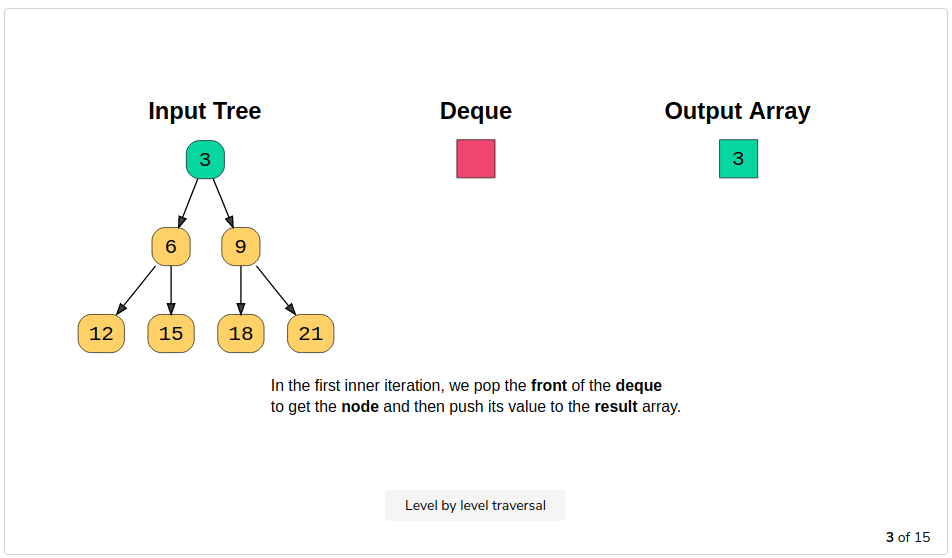 Input Tree
Deque
Output Array
3
3
6
9
12
15
18
21
In the first inner iteration, we pop the front of the deque
to get the node and then push its value to the result array.
Level by level traversal
3 of 15